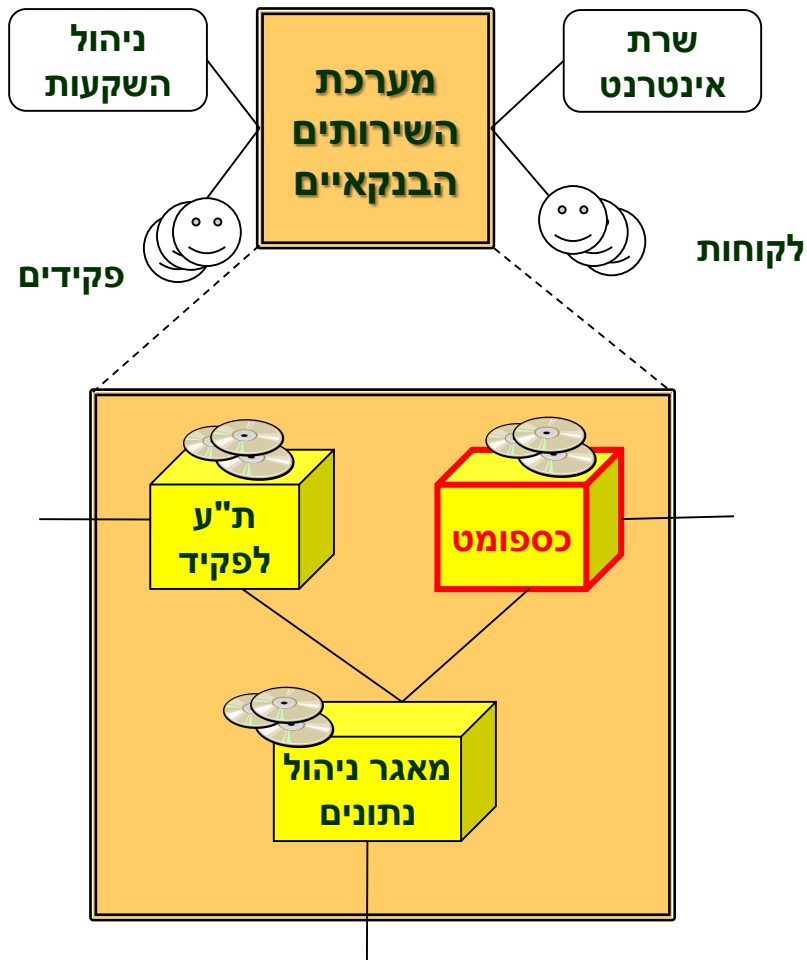 שרת
אינטרנט
מערכת
השירותים
הבנקאיים
ניהול
השקעות
לקוחות
פקידים
כספומט
ת"ע
לפקיד
מאגר ניהול
נתונים